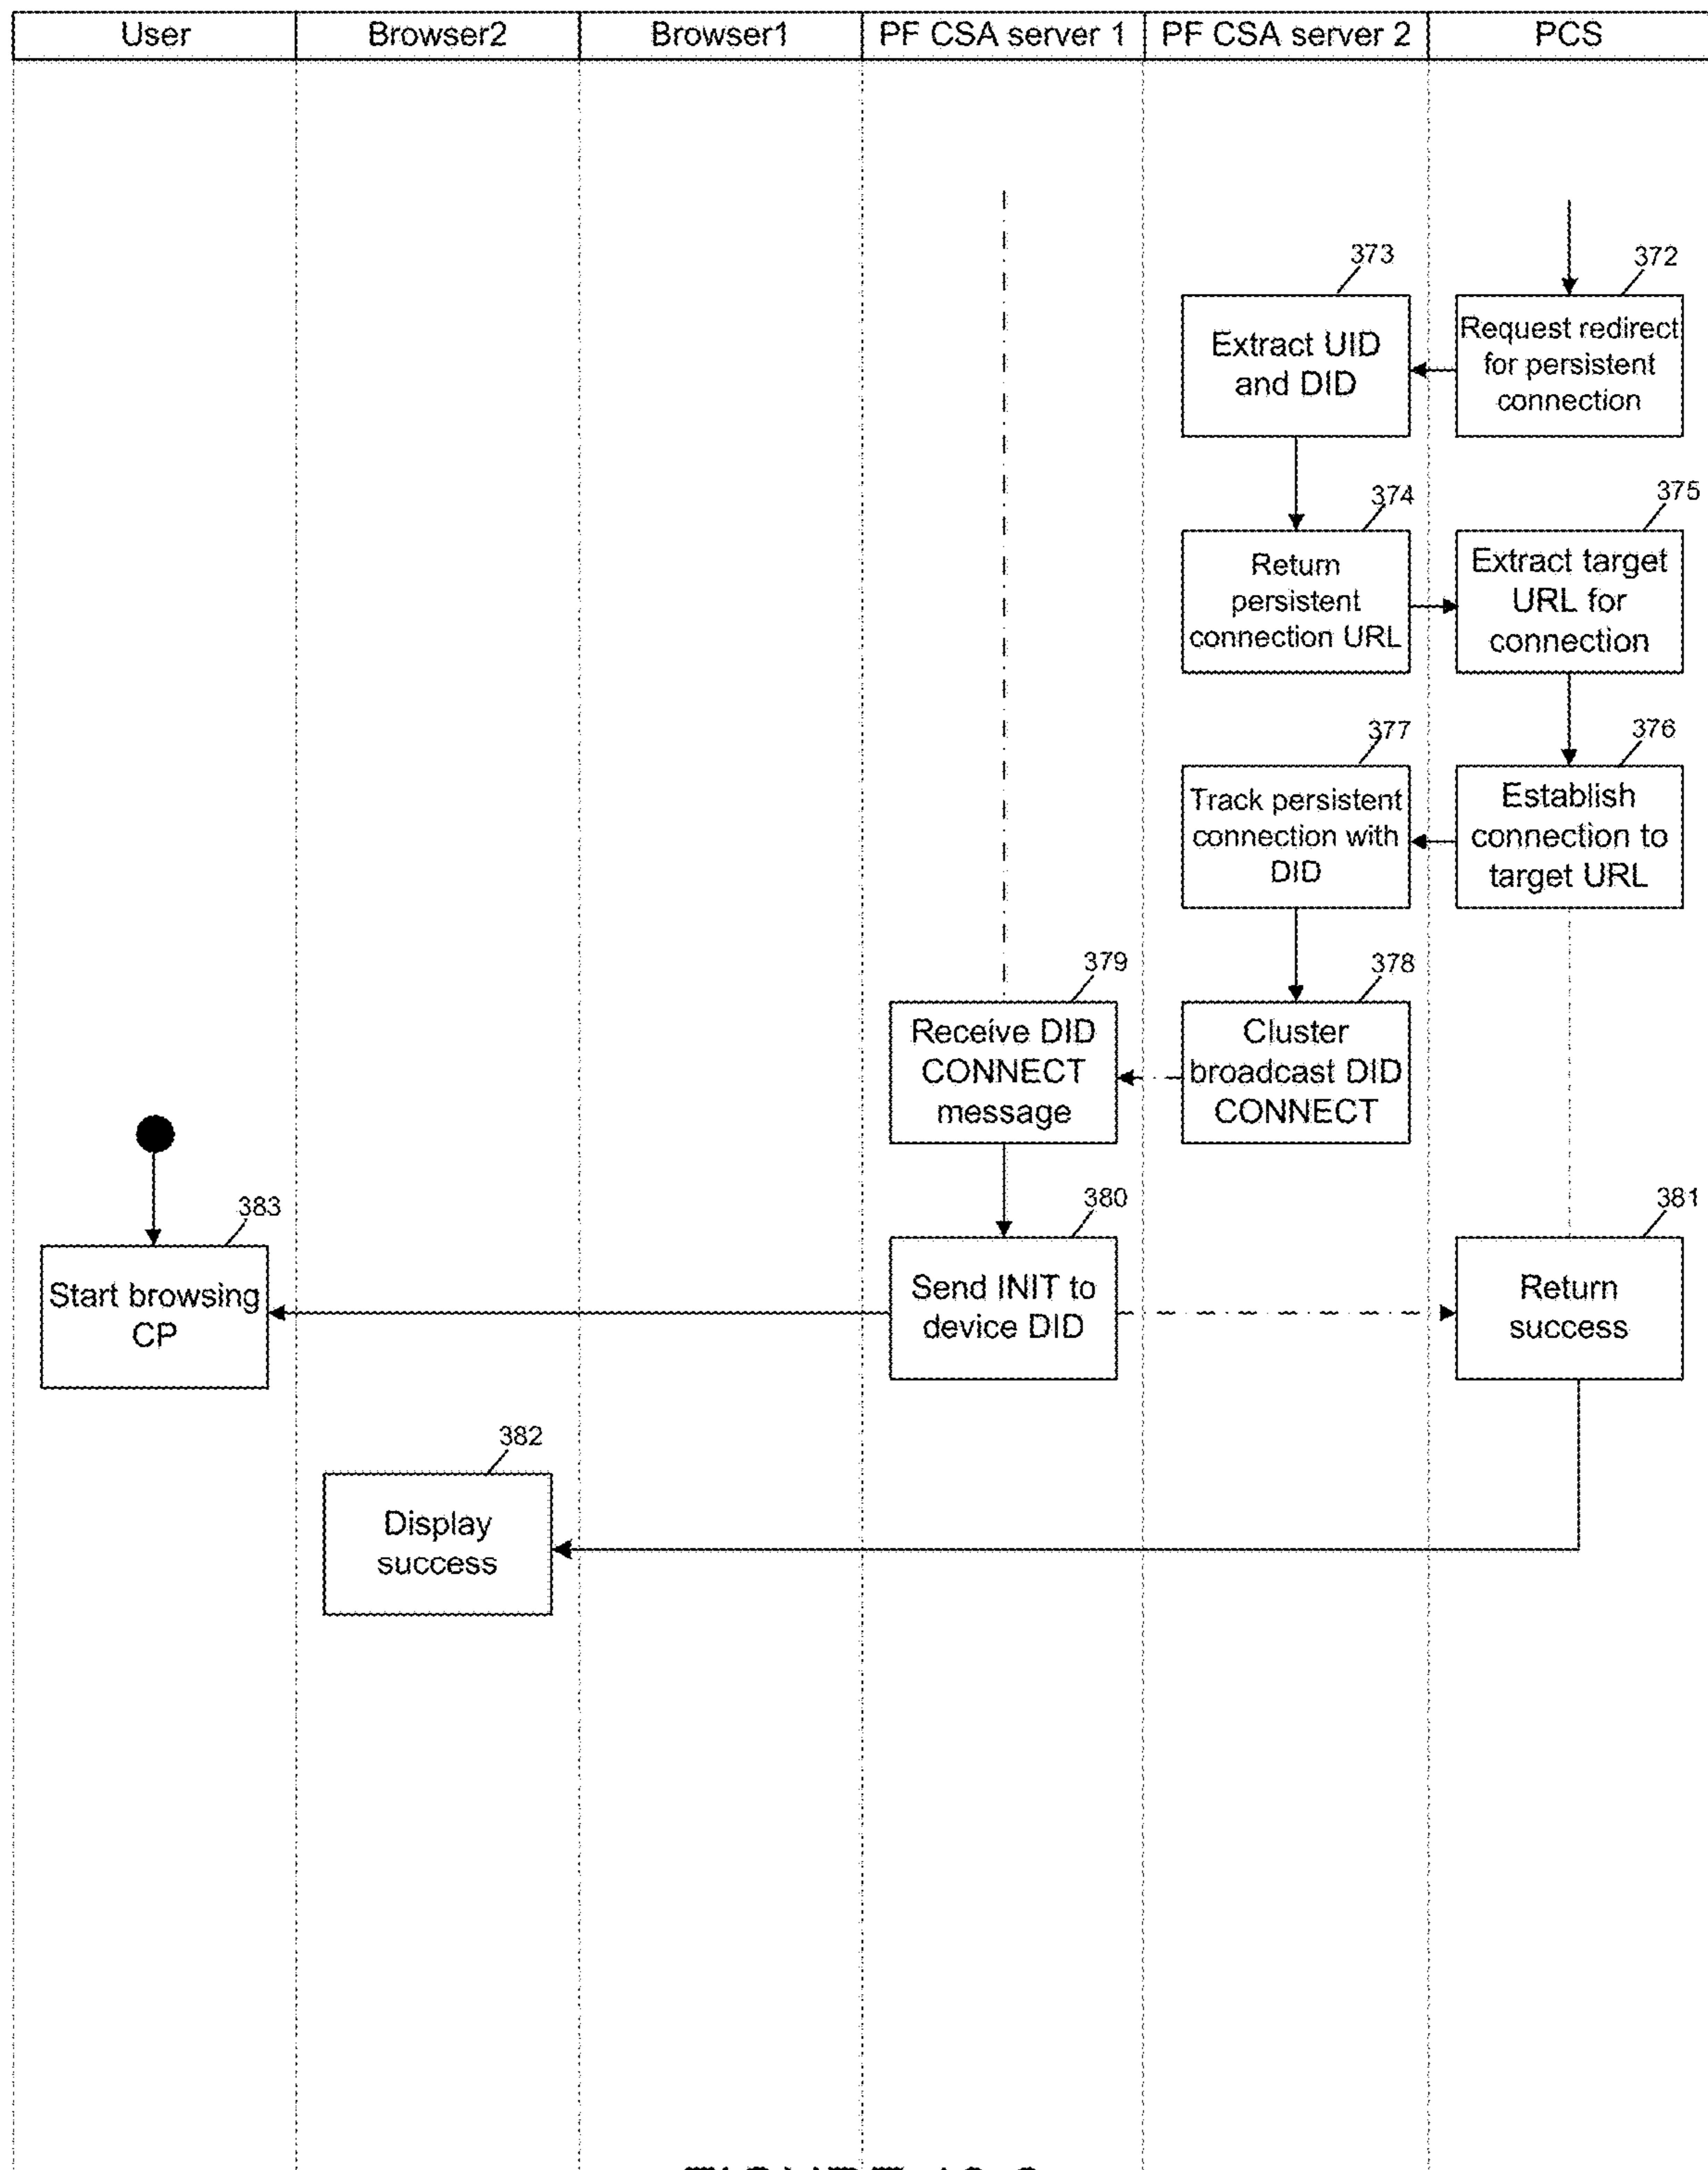 User
Browser2
Browser1
PF CSA server 1
PF CSA server 2
PCS
373
372
Extract UID
and DID
Request redirect
for persistent
connection
374
375
Return
persistent
connection URL
Extract target
URL for
connection
377
376
Track persistent
connection with
DID
Establish
connection to
target URL
379
378
Receive DID
CONNECT
message
Cluster
broadcast DID
CONNECT
383
380
381
Start browsing
CP
Send INIT to
device DID
Return
success
382
Display
success